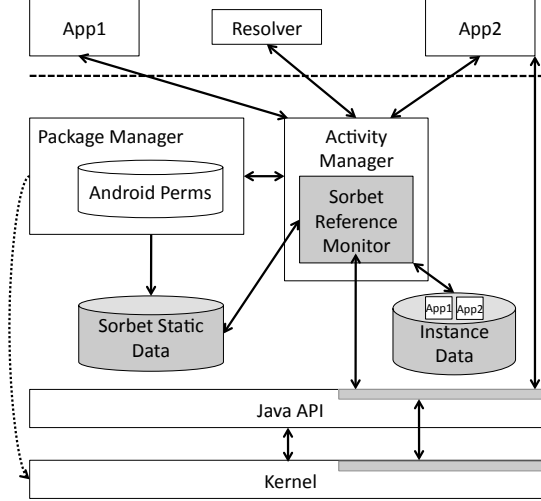 App1
Resolver
App2
Package Manager
Android Perms
Activity
Manager
Sorbet
Reference
Monitor
Sorbet Static
Data
App1 App2
Instance
Data
Java API
Kernel